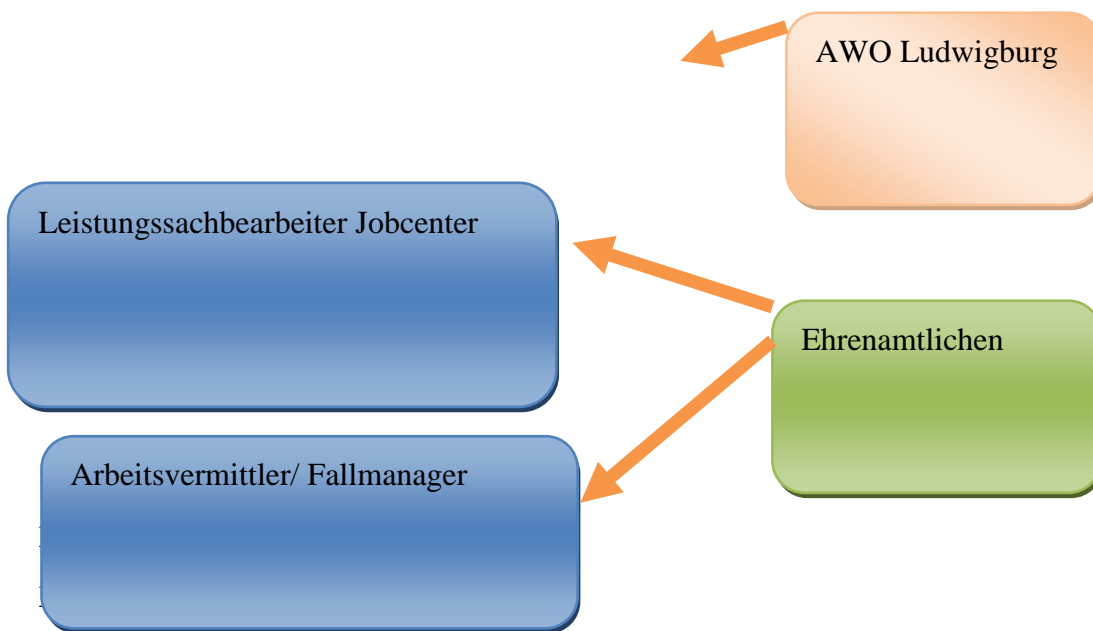 AWO Ludwigburg
Leistungssachbearbeiter Jobcenter
Ehrenamtlichen
Arbeitsvermittler/ Fallmanager